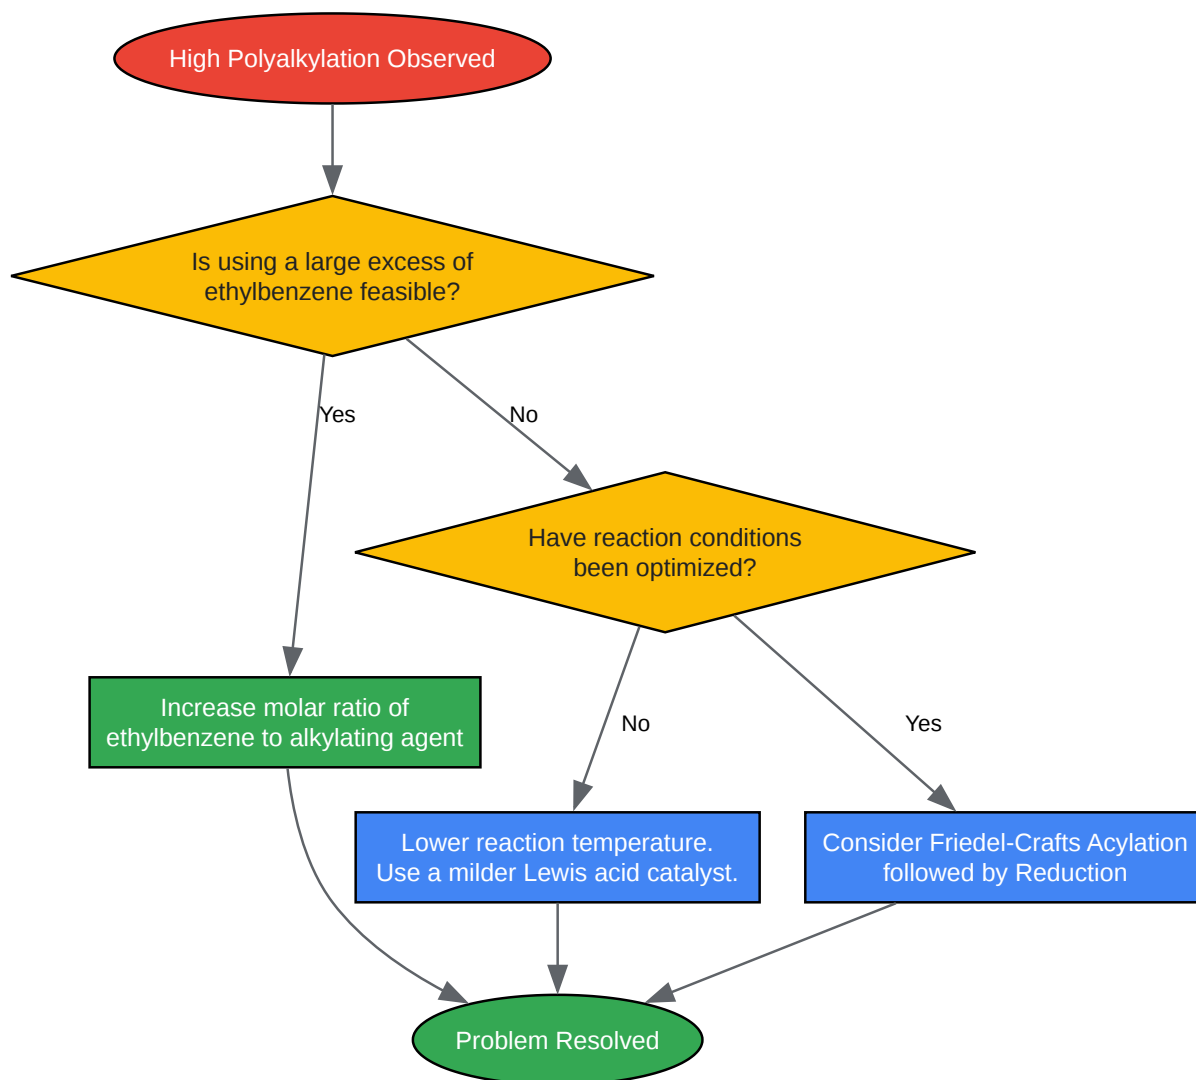 High Polyalkylation Observed
Is using a large excess of
ethylbenzene feasible?
Yes
No
Have reaction conditions
been optimized?
Increase molar ratio of
ethylbenzene to alkylating agent
No
Yes
Lower reaction temperature.
Use a milder Lewis acid catalyst.
Consider Friedel-Crafts Acylation
followed by Reduction
Problem Resolved